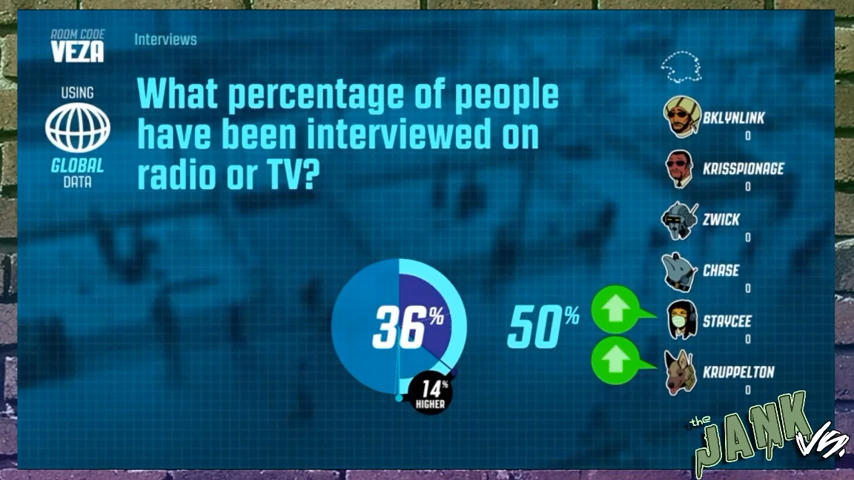 ROOM CODE
VEZA
USING
GLOBAL
DATA
Interviews
What percentage of people
have been interviewed on
radio or TV?
36%
14%
HIGHER
50%
BKLYNLINK
0
KRISSPIONAGE
0
ZWICK
0
CHASE
0
STAYCEE
0
KRUPPELTON
0
the
JANK
VS.